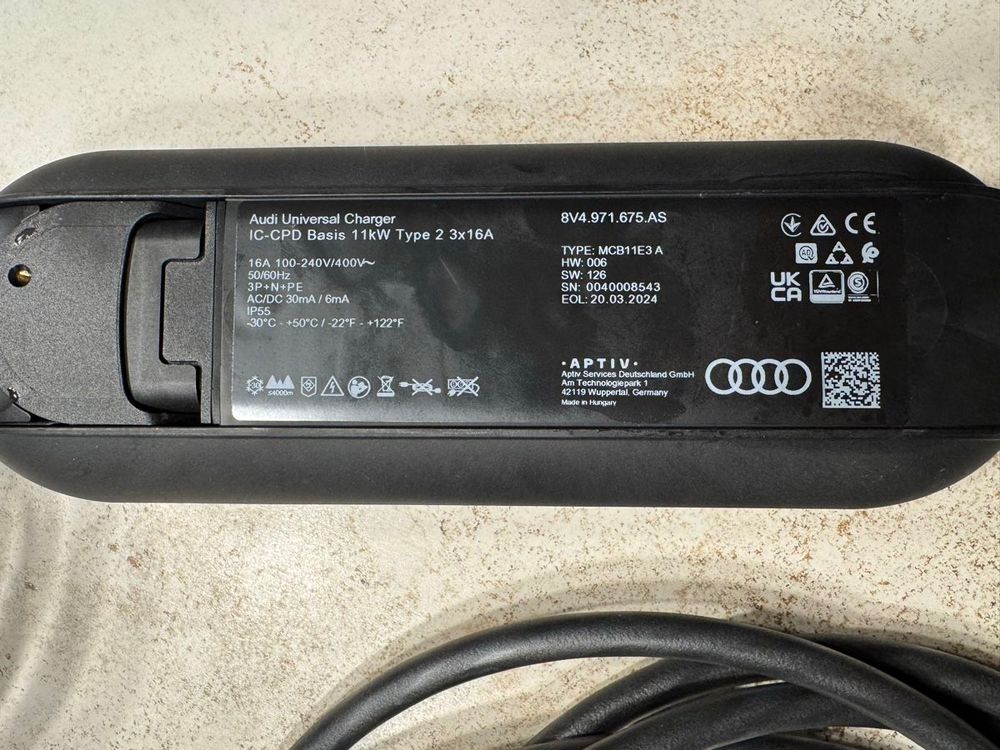 Audi Universal Charger
IC-CPD Basis 11kW Type 2 3x16A
16A 100-240V/400V~
50/60Hz
3P+N+PE
AC/DC 30mA / 6mA
IP55
-30°C - +50°C / -22°F - +122°F
-30
≤4000m
8V4.971.675.AS
TYPE: MCB11E3 A
HW: 006
SW: 126
SN: 0040008543
EOL: 20.03.2024
·APTIV·
Aptiv Services Deutschland GmbH
Am Technologiepark 1
42119 Wuppertal, Germany
Made in Hungary
CE
UK
CA